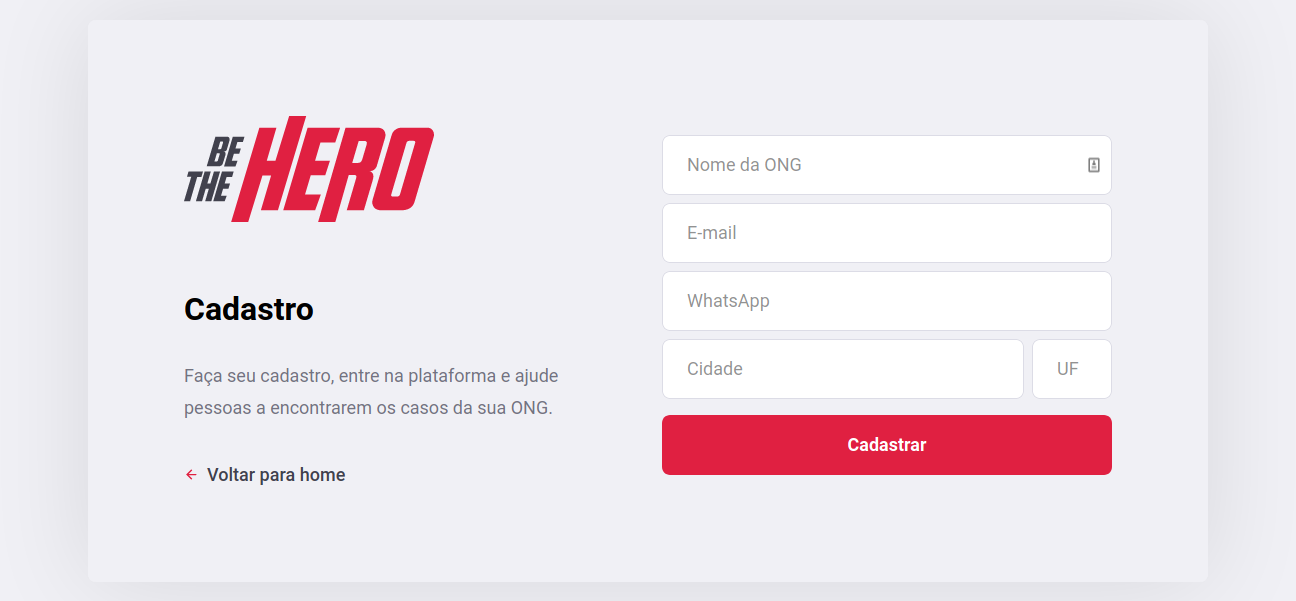 BE
THE
HERO
Cadastro
Faça seu cadastro, entre na plataforma e ajude
pessoas a encontrarem os casos da sua ONG.
Voltar para home
Nome da ONG
E-mail
WhatsApp
Cidade
UF
Cadastrar